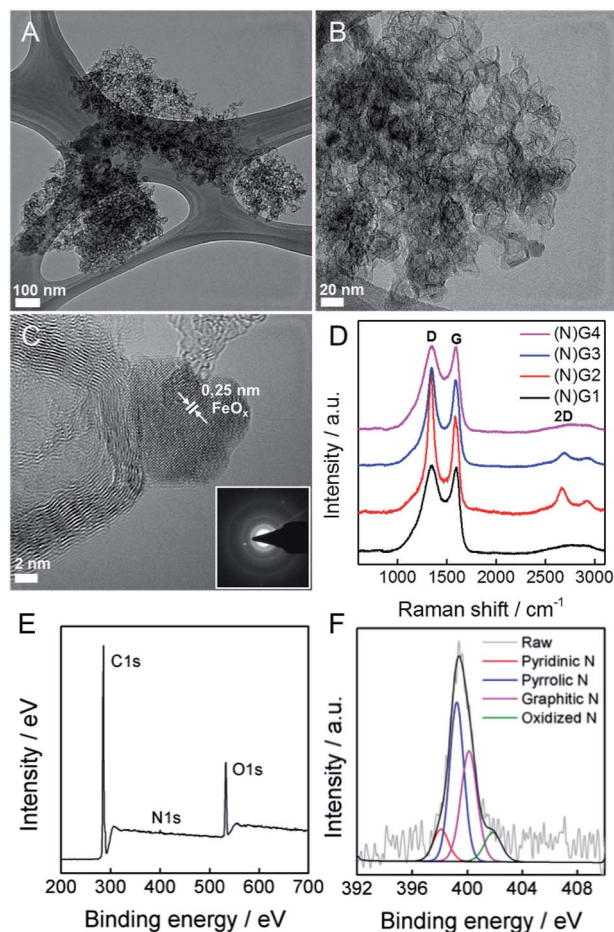 A
100 nm
B
20 nm
C
0,25 nm
FeOₓ
2 nm
D
D
G
2D
(N)G4
(N)G3
(N)G2
(N)G1
Intensity / a.u.
1000 1500 2000 2500 3000
Raman shift / cm⁻¹
E
C1s
N1s
O1s
Intensity / eV
200 300 400 500 600 700
Binding energy / eV
F
Raw
Pyridinic N
Pyrrolic N
Graphitic N
Oxidized N
Intensity / a.u.
392 396 400 404 408
Binding energy / eV